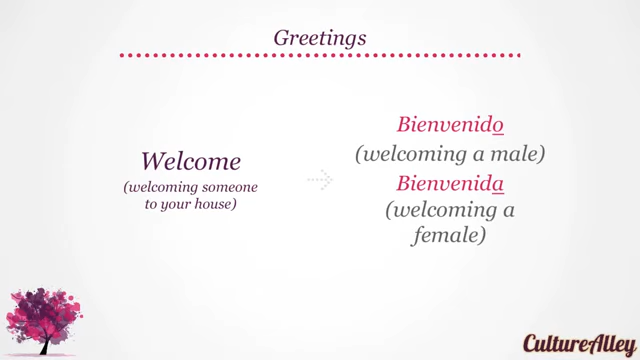 Greetings
Welcome
(welcoming someone
to your house)
Bienvenido
(welcoming a male)
Bienvenida
(welcoming a
female)
CultureAlley